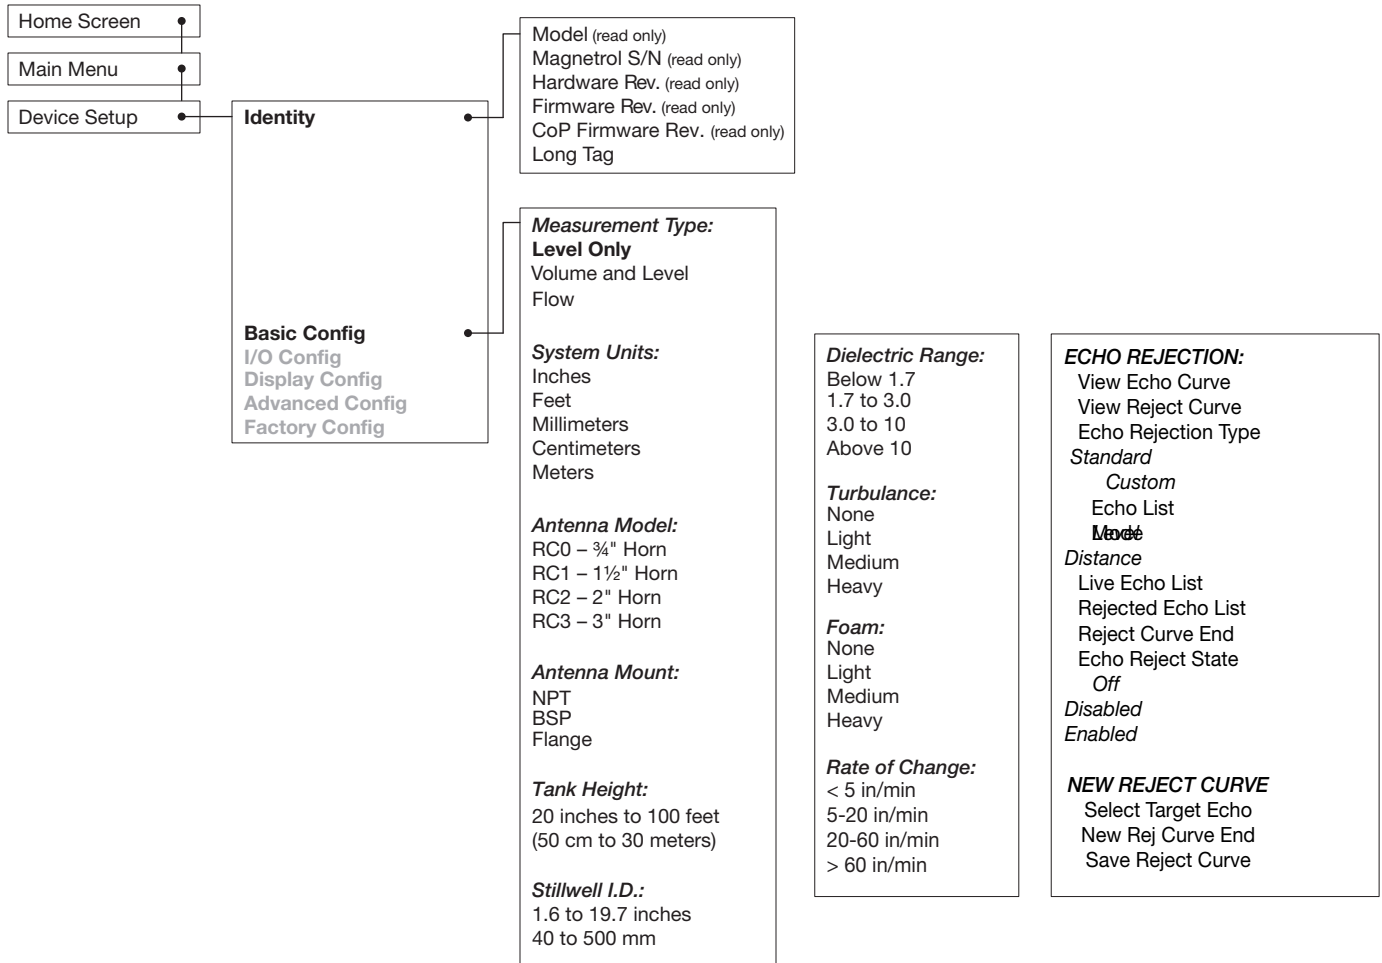 Home Screen
Main Menu
Device Setup
Identity
Basic Config
I/O Config
Display Config
Advanced Config
Factory Config
Model (read only)
Magnetrol S/N (read only)
Hardware Rev. (read only)
Firmware Rev. (read only)
CoP Firmware Rev. (read only)
Long Tag
Measurement Type:
Level Only
Volume and Level
Flow
System Units:
Inches
Feet
Millimeters
Centimeters
Meters
Antenna Model:
RC0 – ¾" Horn
RC1 – 1½" Horn
RC2 – 2" Horn
RC3 – 3" Horn
Antenna Mount:
NPT
BSP
Flange
Tank Height:
20 inches to 100 feet
(50 cm to 30 meters)
Stillwell I.D.:
1.6 to 19.7 inches
40 to 500 mm
Dielectric Range:
Below 1.7
1.7 to 3.0
3.0 to 10
Above 10
Turbulance:
None
Light
Medium
Heavy
Foam:
None
Light
Medium
Heavy
Rate of Change:
< 5 in/min
5-20 in/min
20-60 in/min
> 60 in/min
ECHO REJECTION:
View Echo Curve
View Reject Curve
Echo Rejection Type
Standard
Custom
Echo List
Distance
Live Echo List
Rejected Echo List
Reject Curve End
Echo Reject State
Off
Disabled
Enabled
NEW REJECT CURVE
Select Target Echo
New Rej Curve End
Save Reject Curve